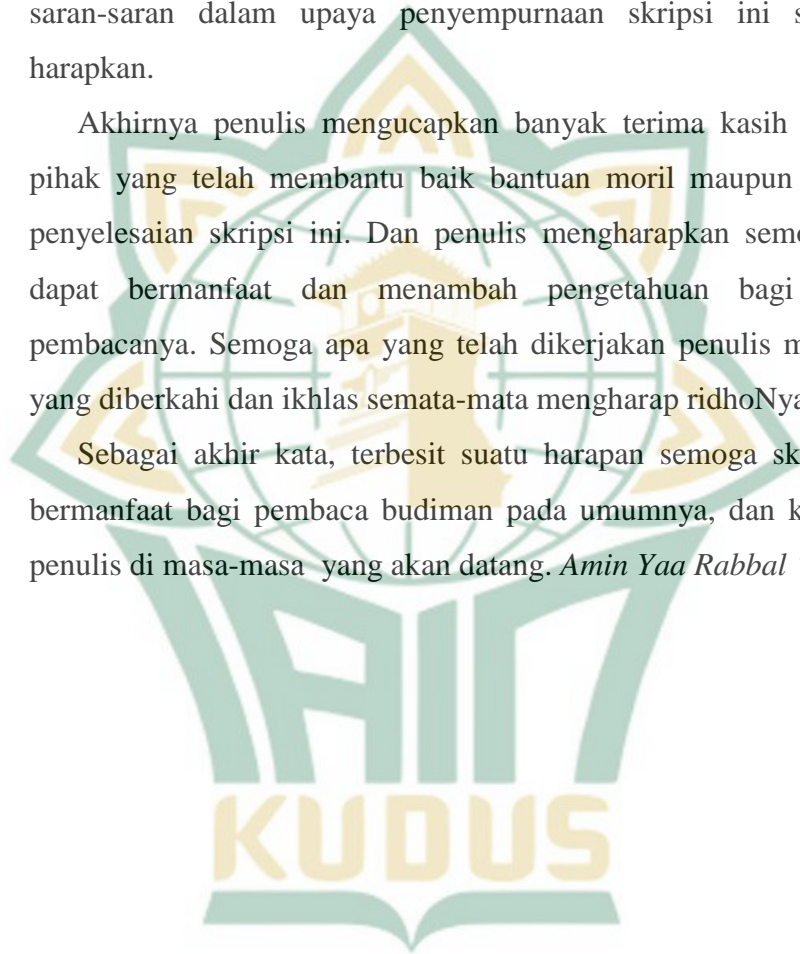 saran-saran dalam upaya penyempurnaan skripsi ini s
harapkan.
Akhirnya penulis mengucapkan banyak terima kasih
pihak yang telah membantu baik bantuan moril maupun
penyelesaian skripsi ini. Dan penulis mengharapkan semo
dapat bermanfaat dan menambah pengetahuan bagi
pembacanya. Semoga apa yang telah dikerjakan penulis m
yang diberkahi dan ikhlas semata-mata mengharap ridhoNya
Sebagai akhir kata, terbesit suatu harapan semoga sk
bermanfaat bagi pembaca budiman pada umumnya, dan k
penulis di masa-masa yang akan datang. Amin Yaa Rabbal
IAIN
KUDUS